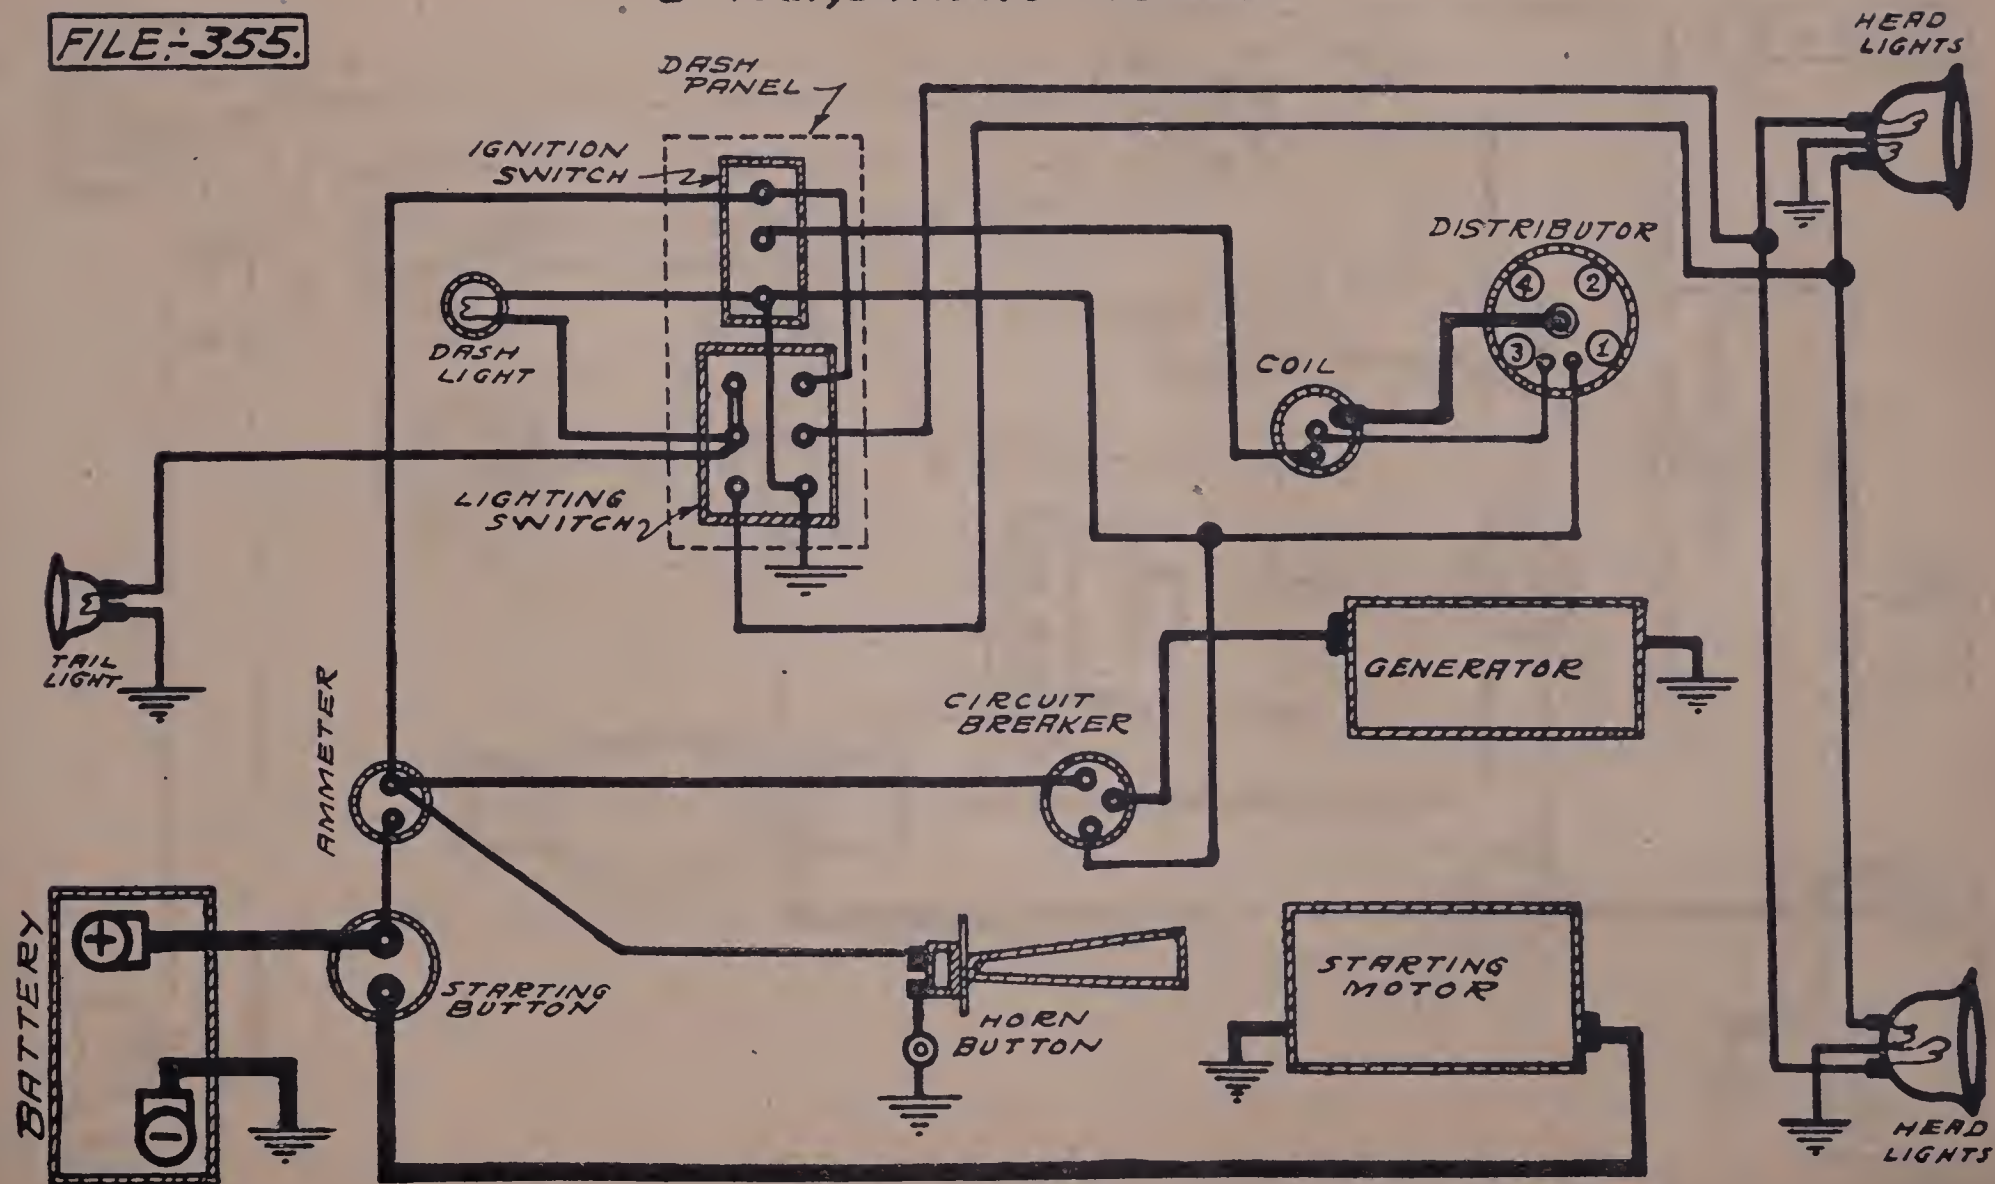 FILE:-355.
HEAD
LIGHTS
DASH
PANEL
IGNITION
SWITCH
DISTRIBUTOR
4
2
3
1
DASH
LIGHT
COIL
LIGHTING
SWITCH
TAIL
LIGHT
GENERATOR
CIRCUIT
BREAKER
AMMETER
BATTERY
+
-
STARTING
BUTTON
HORN
BUTTON
STARTING
MOTOR
HEAD
LIGHTS